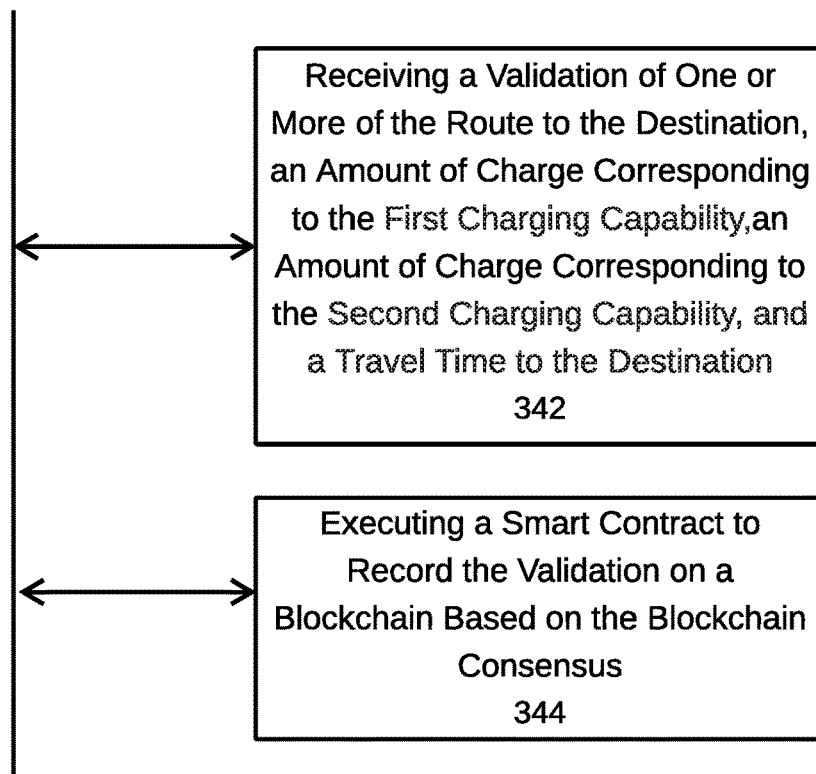 Receiving a Validation of One or
More of the Route to the Destination,
an Amount of Charge Corresponding
to the First Charging Capability,an
Amount of Charge Corresponding to
the Second Charging Capability, and
a Travel Time to the Destination
342
Executing a Smart Contract to
Record the Validation on a
Blockchain Based on the Blockchain
Consensus
344